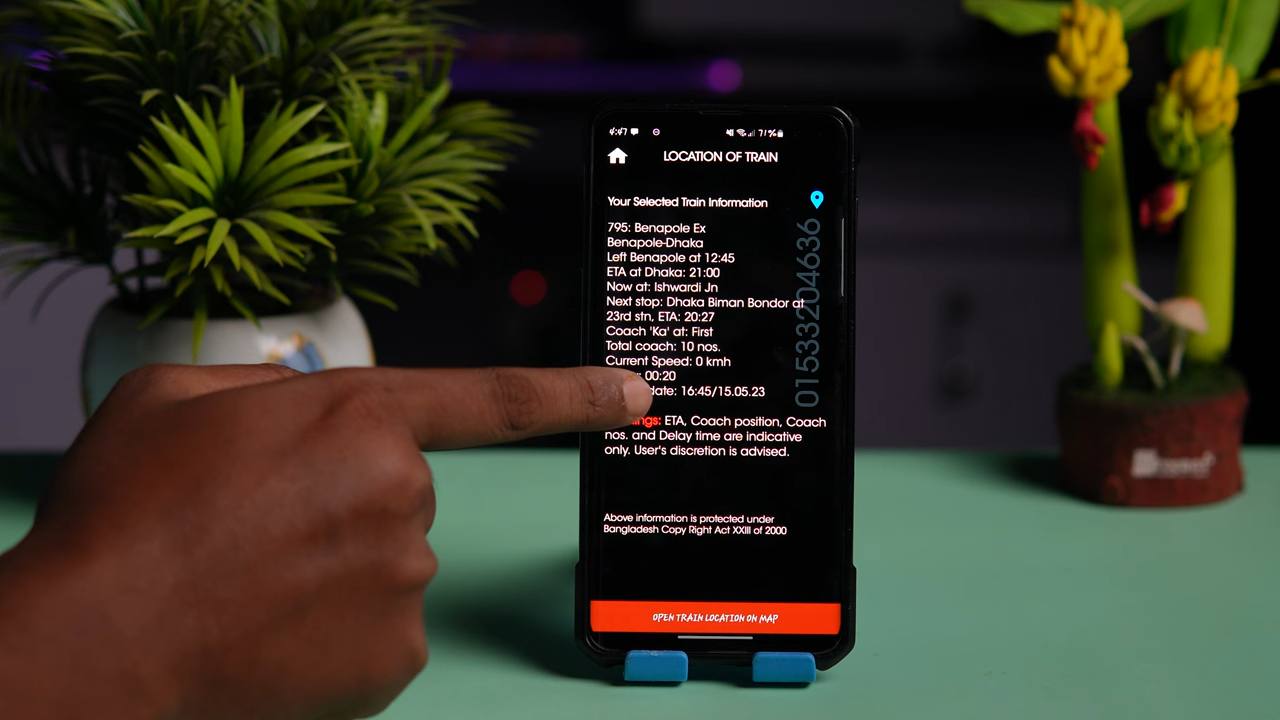 4:47
71%
LOCATION OF TRAIN
Your Selected Train Information
795: Benapole Ex
Benapole-Dhaka
Left Benapole at 12:45
ETA at Dhaka: 21:00
Now at: Ishwardi Jn
Next stop: Dhaka Biman Bondor at
23rd stn, ETA: 20:27
Coach 'Ka' at: First
Total coach: 10 nos.
Current Speed: 0 kmh
00:20
16:45/15.05.23
ETA, Coach position, Coach
nos. and Delay time are indicative
only. User's discretion is advised.
01533204636
Above information is protected under
Bangladesh Copy Right Act XXIII of 2000
OPEN TRAIN LOCATION ON MAP